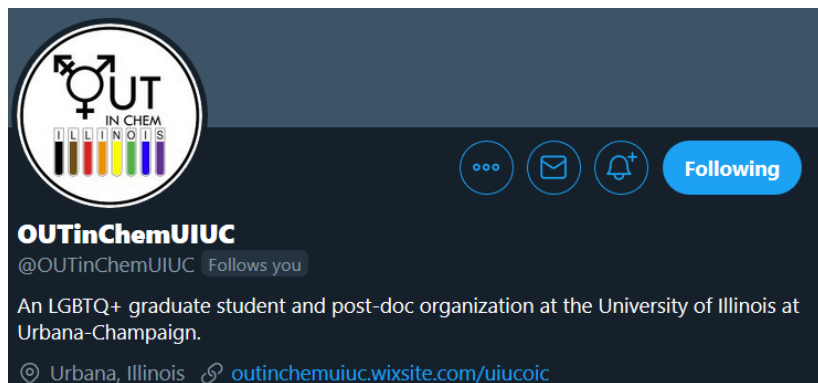 OUT
IN CHEM
ILLINOIS
Following
OUTinChemUIUC
@OUTinChemUIUC Follows you
An LGBTQ+ graduate student and post-doc organization at the University of Illinois at
Urbana-Champaign.
Urbana, Illinois outinchemuiuc.wixsite.com/uiucoic